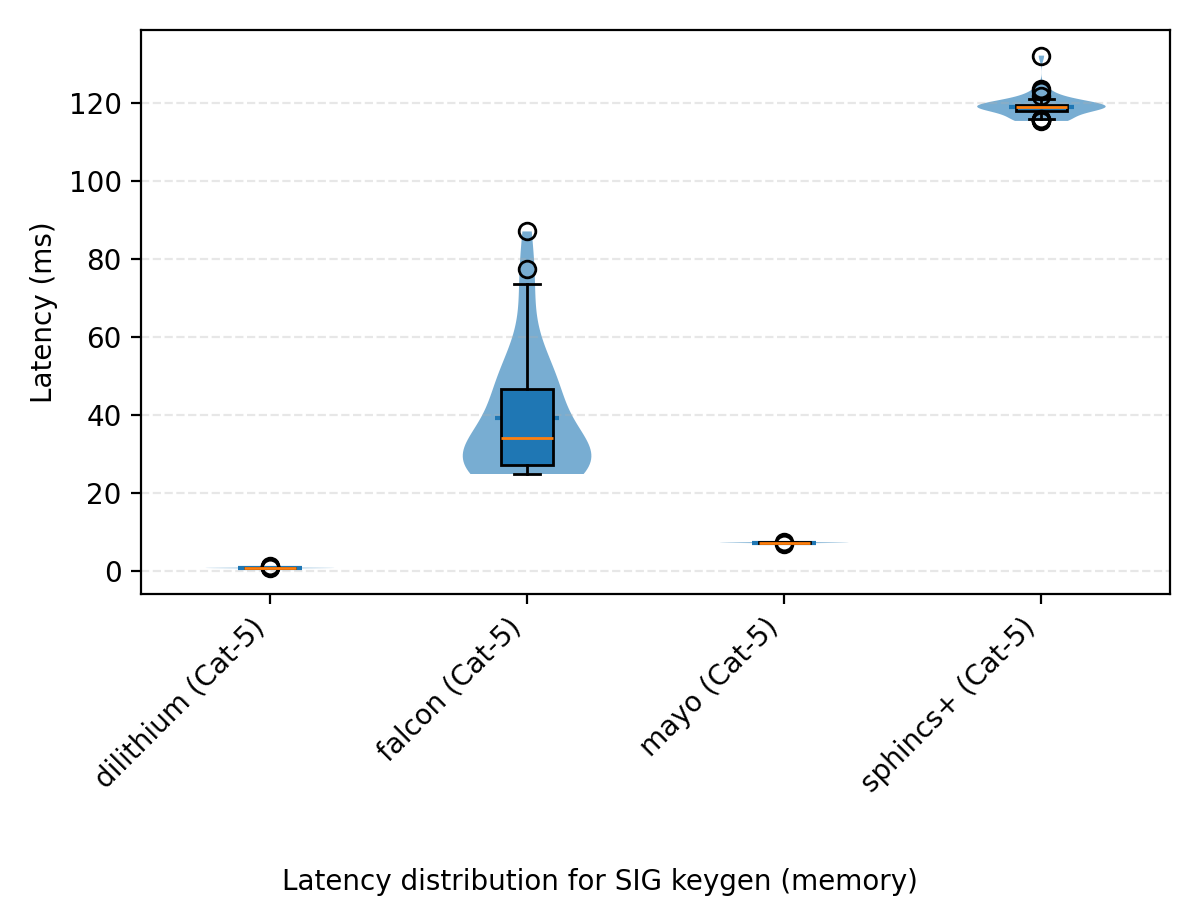 120
100
80
60
40
20
0
Latency (ms)
dilithium (Cat-5)
falcon (Cat-5)
mayo (Cat-5)
sphincs+ (Cat-5)
Latency distribution for SIG keygen (memory)